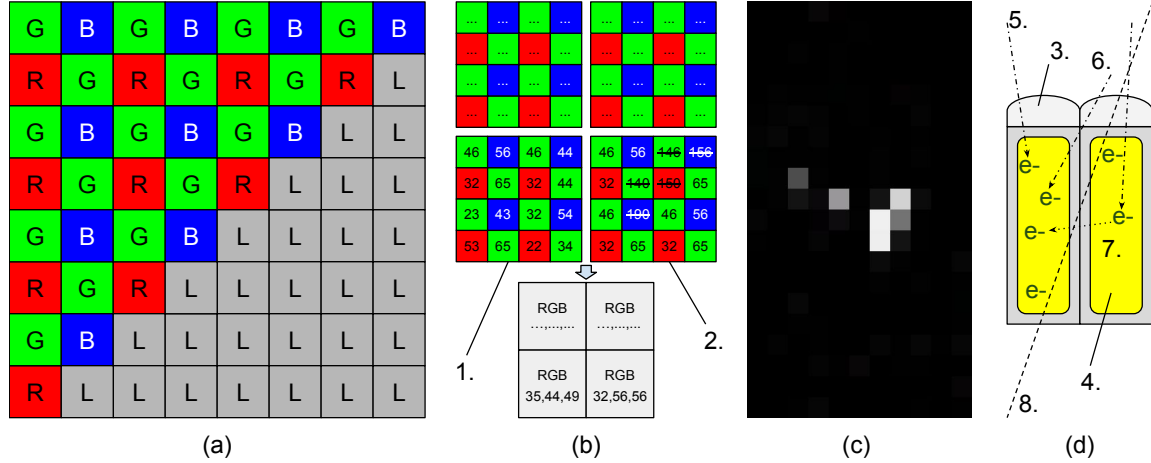 G B G B G B G B
R G R G R G R L
G B G B G B L L
R G R G R L L L
G B G B L L L L
R G R L L L L L
G B L L L L L L
R L L L L L L L
(a)
... ... ... ...
... ... ... ...
... ... ... ...
... ... ... ...
... ... ... ...
... ... ... ...
... ... ... ...
... ... ... ...
46 56 46 44
32 65 32 44
23 43 32 54
53 65 22 34
46 56 146 156
32 140 150 65
46 190 46 56
32 65 32 65
1.
2.
RGB
...,...,...
RGB
...,...,...
RGB
35,44,49
RGB
32,56,56
(b)
(c)
5.
3.
6.
e-
e-
e-
e-
e-
e-
7.
4.
8.
(d)